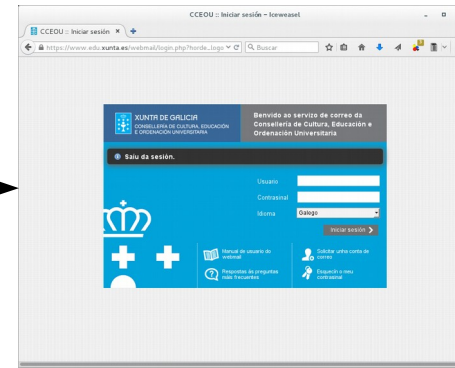 CCEOU :: Iniciar sesión - Iceweasel
CCEOU :: Iniciar sesión
https://www.edu.xunta.es/webmail/login.php?horde_logo
Buscar
XUNTA DE GALICIA
CONSELLERÍA DE CULTURA, EDUCACIÓN
E ORDENACIÓN UNIVERSITARIA
Benvido ao
servizo de correo da
Consellería
de Cultura, Educación e
Ordenación
Universitaria
Saíu da sesión.
Usuario
Contrasinal
Idioma
Galego
Iniciar sesión
Manual de usuario do
webmail
Solicitar unha conta de
correo
Respostas ás preguntas
máis frecuentes
Esquecín o meu
contrasinal